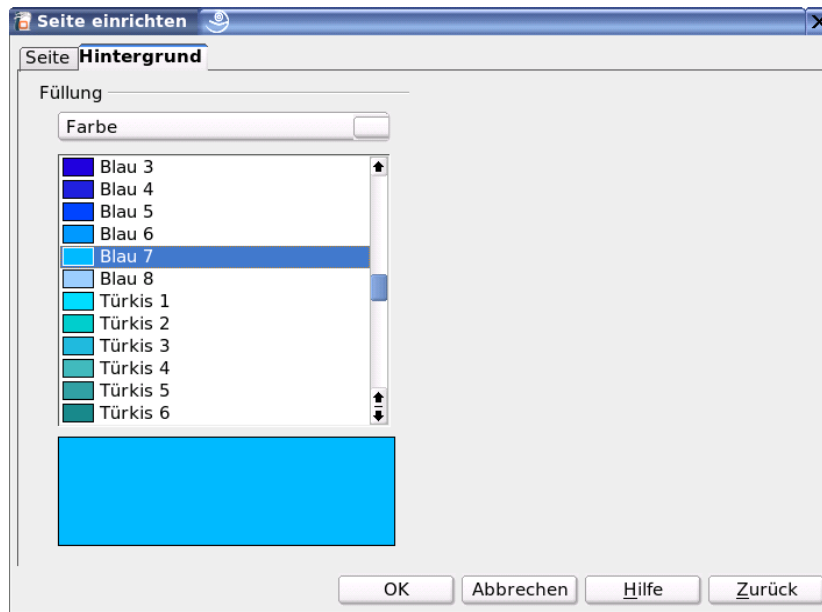 Seite einrichten
Seite Hintergrund
Füllung
Farbe
Blau 3
Blau 4
Blau 5
Blau 6
Blau 7
Blau 8
Türkis 1
Türkis 2
Türkis 3
Türkis 4
Türkis 5
Türkis 6
OK Abbrechen Hilfe Zurück